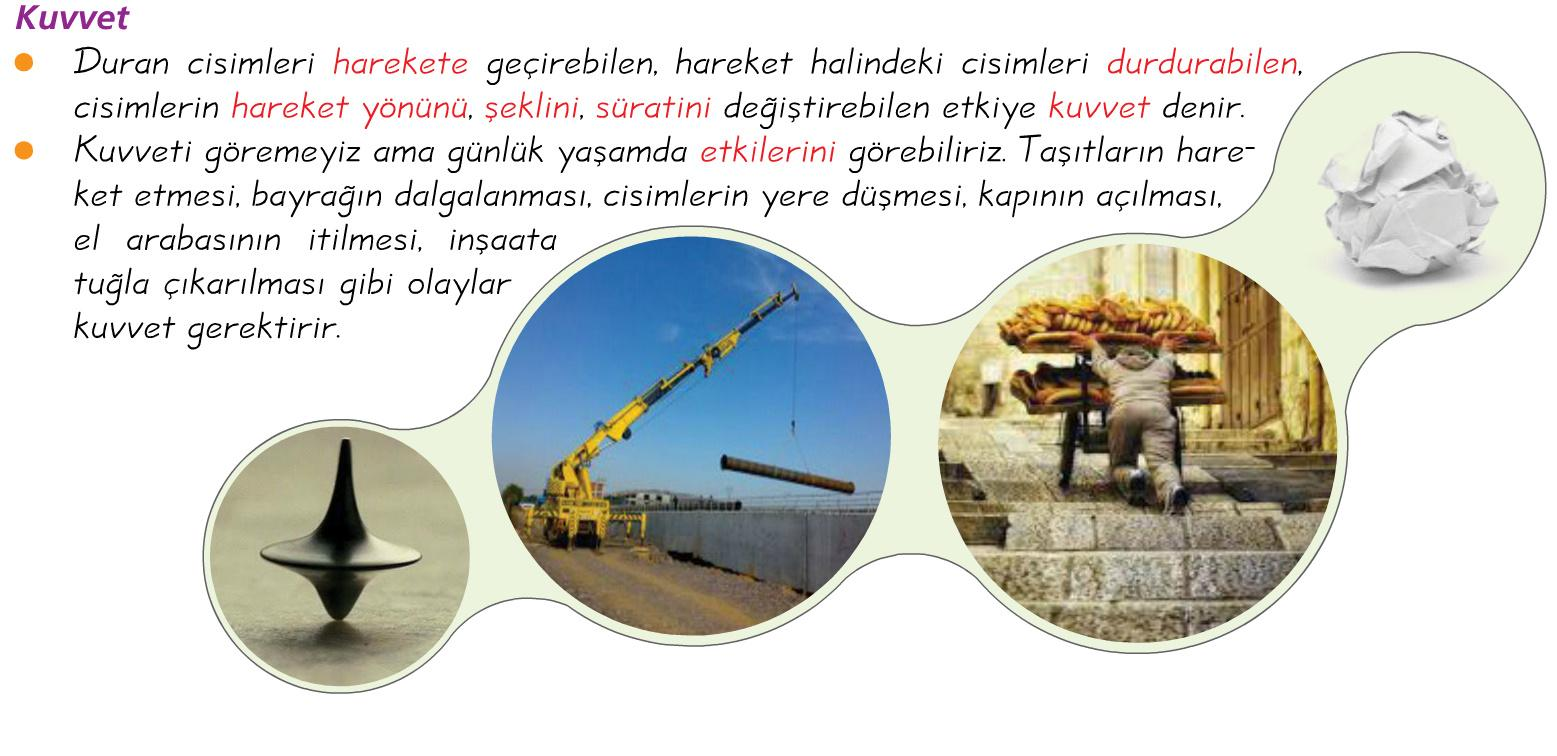 Kuvvet
Duran cisimleri harekete geçirebilen, hareket halindeki cisimleri durdurabilen,
cisimlerin hareket yönünü, şeklini, süratini değiştirebilen etkiye kuvvet denir.
Kuvveti göremeyiz ama günlük yaşamda etkilerini görebiliriz. Taşıtların hare-
ket etmesi, bayrağın dalgalanması, cisimlerin yere düşmesi, kapının açılması,
el arabasının itilmesi, inşaata
tuğla çıkarılması gibi olaylar
kuvvet gerektirir.